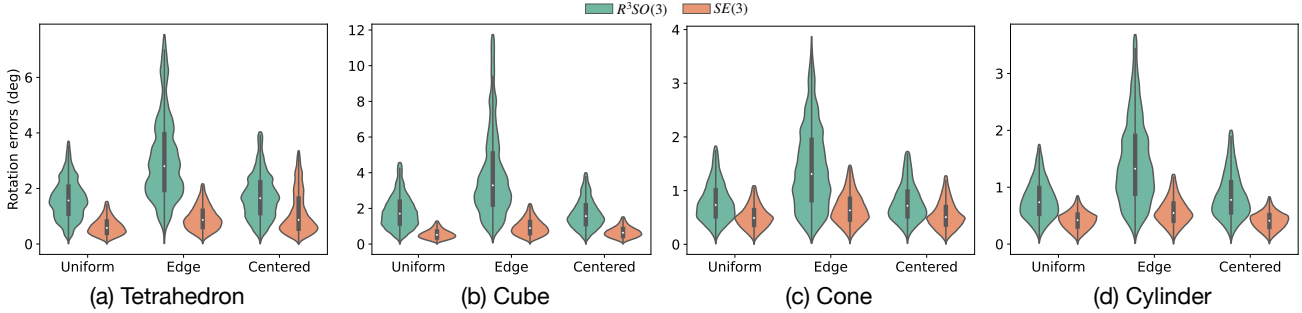 R³SO(3) SE(3)
Rotation errors (deg)
6
4
2
0
Uniform Edge Centered
(a) Tetrahedron
12
10
8
6
4
2
0
Uniform Edge Centered
(b) Cube
4
3
2
1
0
Uniform Edge Centered
(c) Cone
3
2
1
0
Uniform Edge Centered
(d) Cylinder